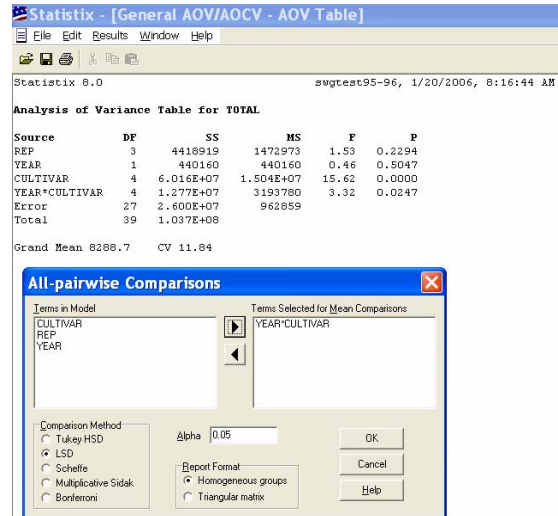 Statistix - [General AOV/AOCV - AOV Table]
File Edit Results Window Help
Statistix 8.0 swgtest95-96, 1/20/2006, 8:16:44 AM
Analysis of Variance Table for TOTAL
Source DF SS MS F P
REP 3 4418919 1472973 1.53 0.2294
YEAR 1 440160 440160 0.46 0.5047
CULTIVAR 4 6.016E+07 1.504E+07 15.62 0.0000
YEAR*CULTIVAR 4 1.277E+07 3193780 3.32 0.0247
Error 27 2.600E+07 962859
Total 39 1.037E+08
Grand Mean 8288.7 CV 11.84
All-pairwise Comparisons
Terms in Model
CULTIVAR
REP
YEAR
Terms Selected for Mean Comparisons
YEAR*CULTIVAR
Comparison Method
Tukey HSD
LSD
Scheffe
Multiplicative Sidak
Bonferroni
Alpha 0.05
Report Format
Homogeneous groups
Triangular matrix
OK
Cancel
Help